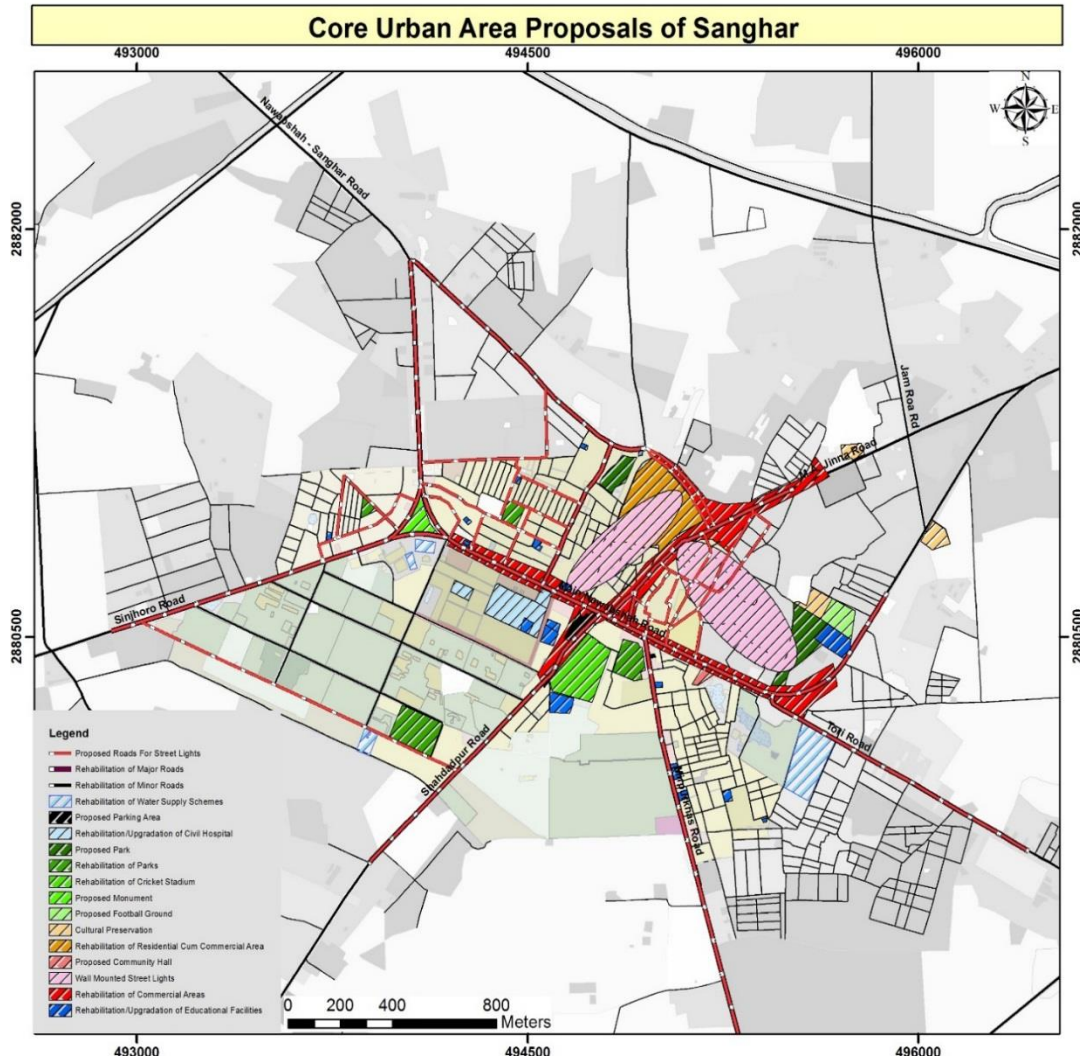 Core Urban Area Proposals of Sanghar
493000 494500 496000
N
W E
S
Nawabshah - Sanghar Road
2882000 2882000
Jam Roa Rd
Jinna Road
Sinjhoro Road
2880500 2880500
Road
Toll Road
Shahdadpur Road
Mirpurkhas Road
Legend
Proposed Roads For Street Lights
Rehabilitation of Major Roads
Rehabilitation of Minor Roads
Rehabilitation of Water Supply Schemes
Proposed Parking Area
Rehabilitation/Upgradation of Civil Hospital
Proposed Park
Rehabilitation of Parks
Rehabilitation of Cricket Stadium
Proposed Monument
Proposed Football Ground
Cultural Preservation
Rehabilitation of Residential Cum Commercial Area
Proposed Community Hall
Wall Mounted Street Lights
Rehabilitation of Commercial Areas
Rehabilitation/Upgradation of Educational Facilities
0 200 400 800
Meters
493000 494500 496000